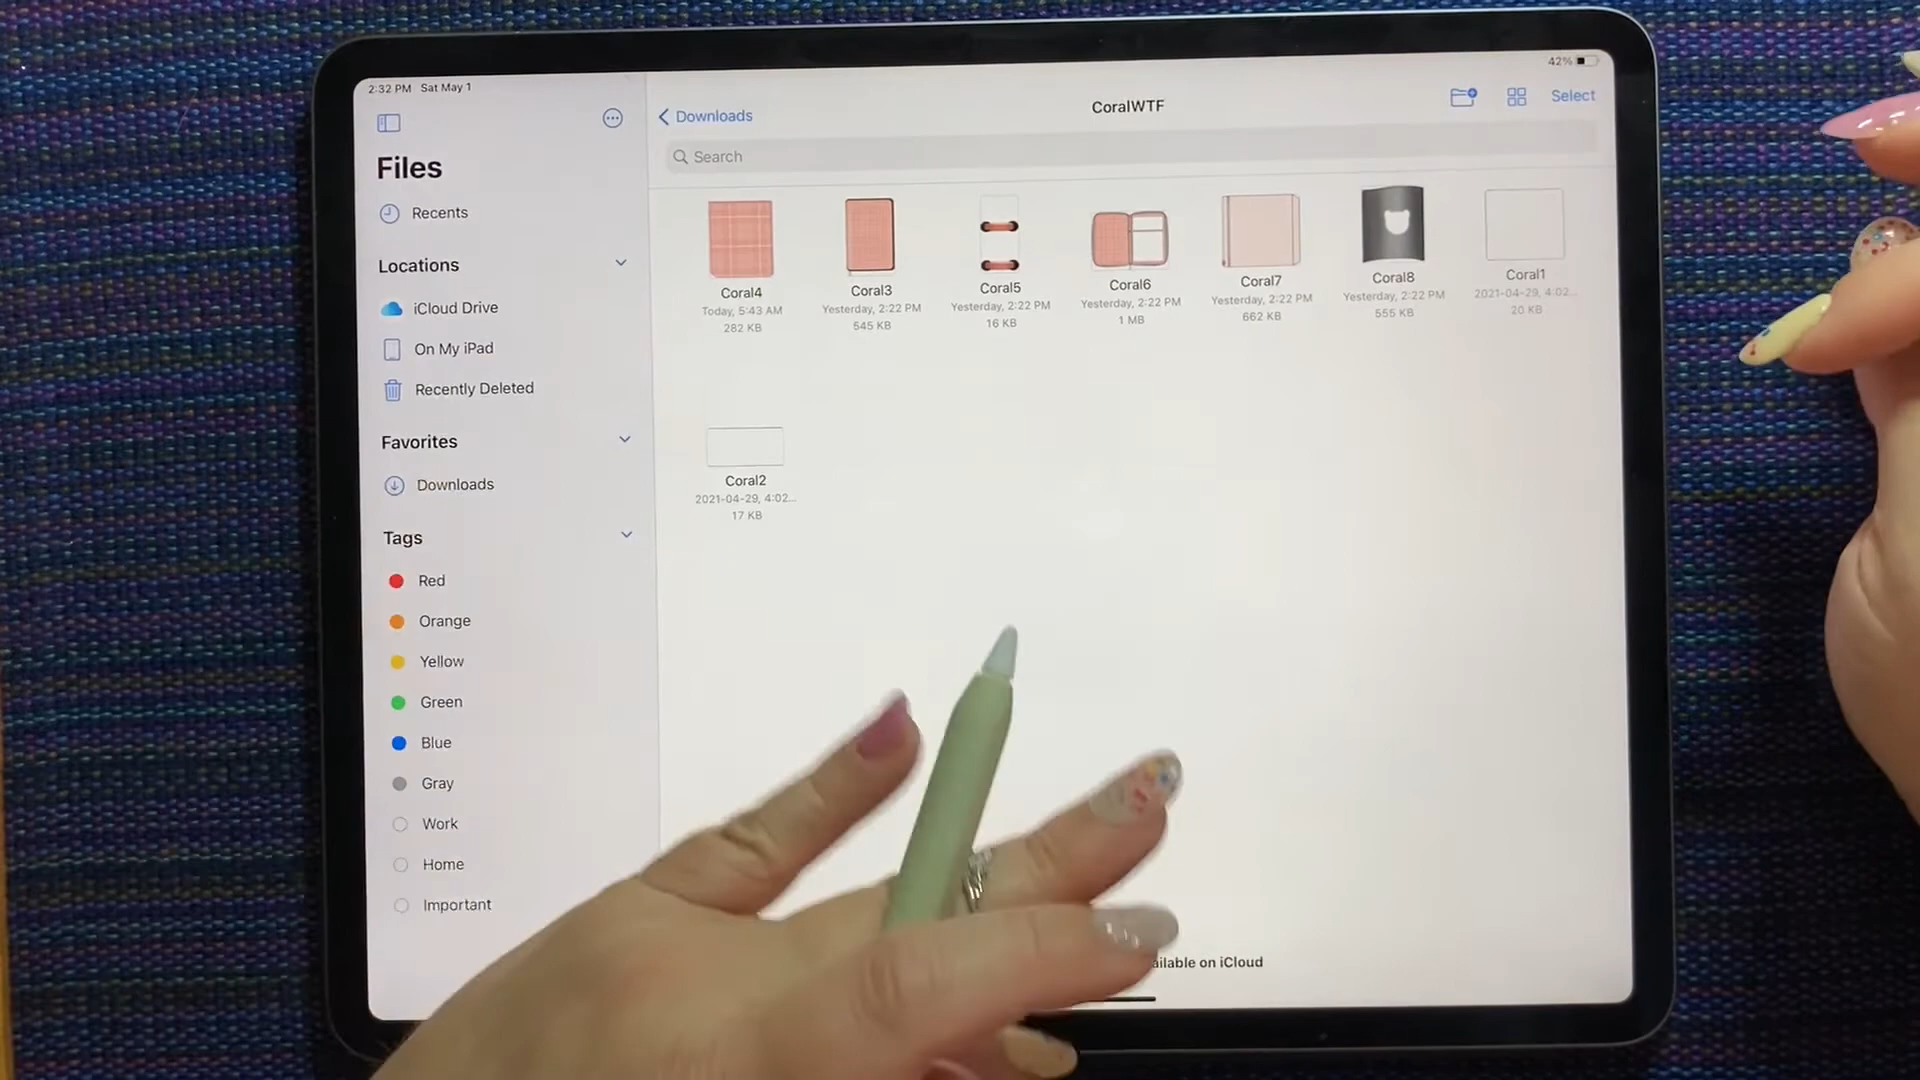 2:32 PM Sat May 1
42%
Files
Recents
Locations
iCloud Drive
On My iPad
Recently Deleted
Favorites
Downloads
Tags
Red
Orange
Yellow
Green
Blue
Gray
Work
Home
Important
Downloads
CoralWTF
Select
Search
Coral4
Today, 5:43 AM
282 KB
Coral3
Yesterday, 2:22 PM
545 KB
Coral5
Yesterday, 2:22 PM
16 KB
Coral6
Yesterday, 2:22 PM
1 MB
Coral7
Yesterday, 2:22 PM
662 KB
Coral8
Yesterday, 2:22 PM
555 KB
Coral1
2021-04-29, 4:02...
20 KB
Coral2
2021-04-29, 4:02...
17 KB
on iCloud